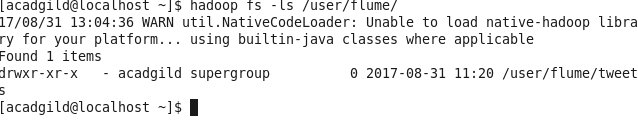 [acadgild@localhost ~]$ hadoop fs -ls /user/flume/
17/08/31 13:04:36 WARN util.NativeCodeLoader: Unable to load native-hadoop libra
ry for your platform... using builtin-java classes where applicable
Found 1 items
drwxr-xr-x   - acadgild supergroup          0 2017-08-31 11:20 /user/flume/tweet
s
[acadgild@localhost ~]$